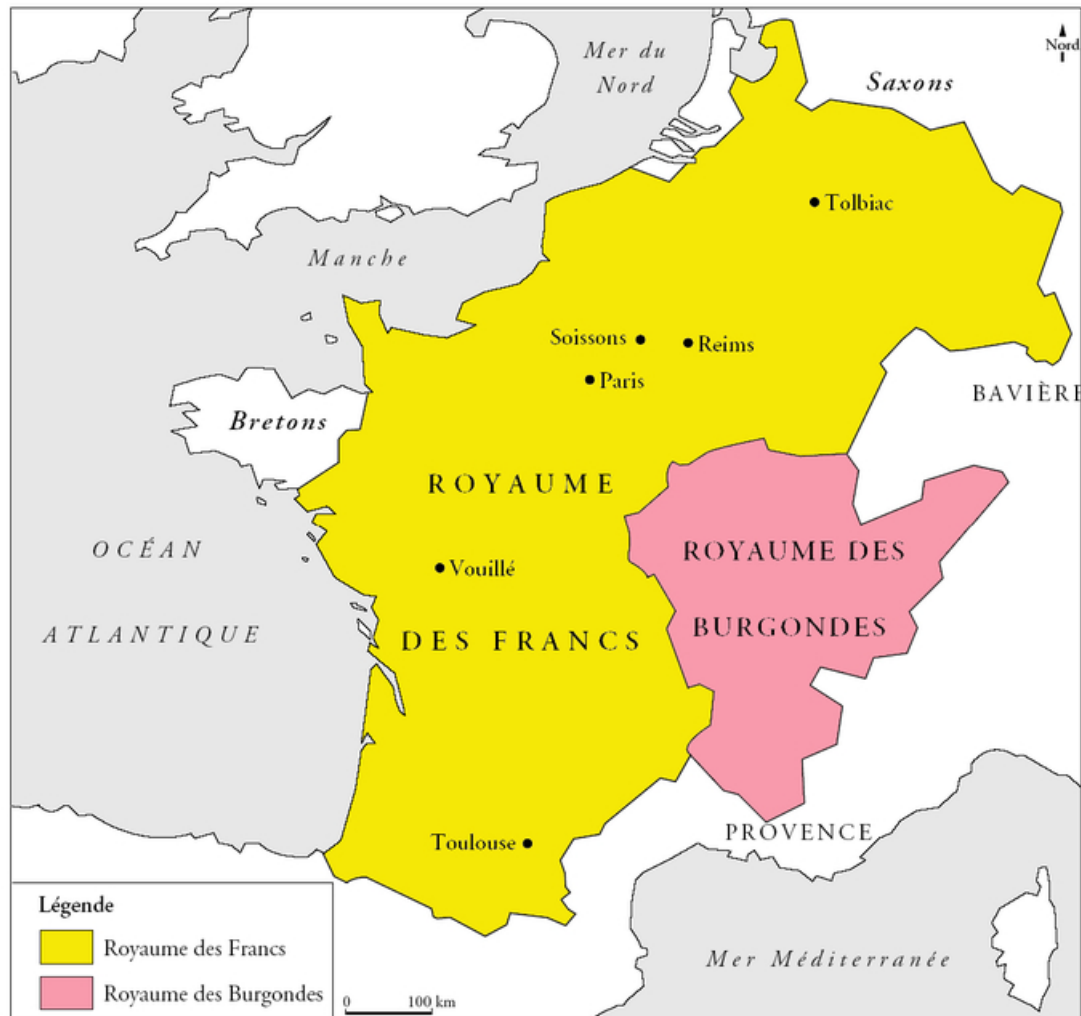 Mer du
Nord
Nord
Saxons
Tolbiac
Manche
Soissons
Reims
Paris
BAVIÈRE
Bretons
ROYAUME
OCÉAN
ROYAUME DES
Vouillé
ATLANTIQUE
DES FRANCS
BURGONDES
Toulouse
PROVENCE
Légende
Royaume des Francs
Mer Méditerranée
Royaume des Burgondes
0 100 km